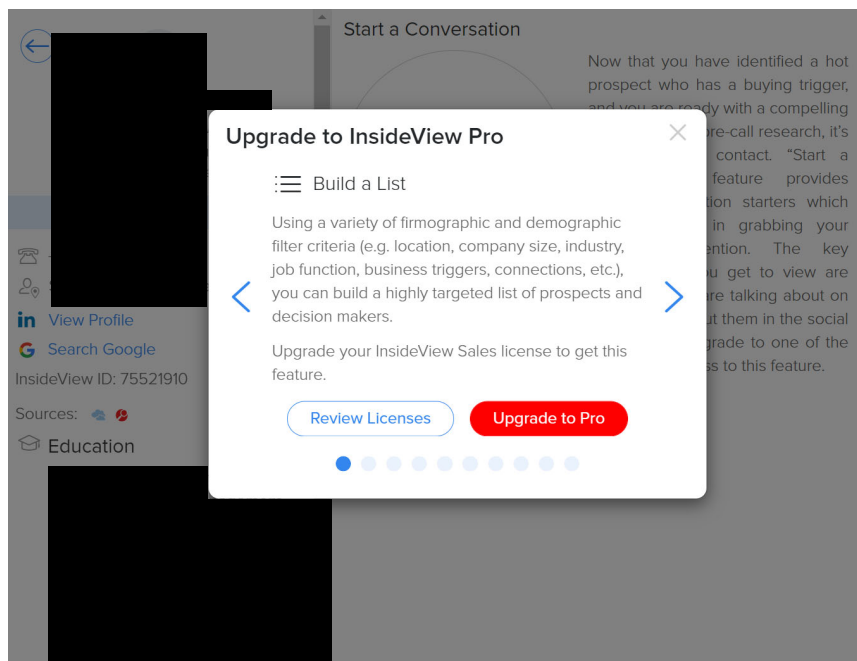 Start a Conversation
Now that you have identified a hot
prospect who has a buying trigger,
and you are ready with a compelling
pre-call research, it's
contact. “Start a
feature provides
starters which
in grabbing your
The key
get to view are
talking about on
them in the social
to one of the
to this feature.
Upgrade to InsideView Pro
Build a List
Using a variety of firmographic and demographic
filter criteria (e.g. location, company size, industry,
job function, business triggers, connections, etc.),
you can build a highly targeted list of prospects and
decision makers.
Upgrade your InsideView Sales license to get this
feature.
Review Licenses
Upgrade to Pro
in View Profile
G Search Google
InsideView ID: 75521910
Sources:
Education